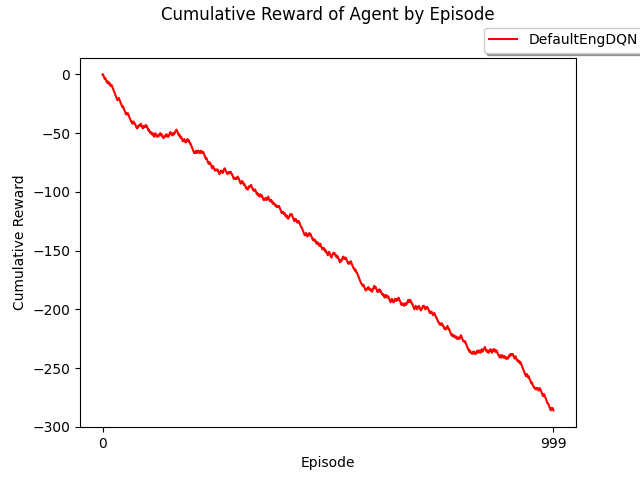 Cumulative Reward of Agent by Episode
DefaultEngDQN
0
−50
−100
−150
−200
−250
−300
Cumulative Reward
0
999
Episode